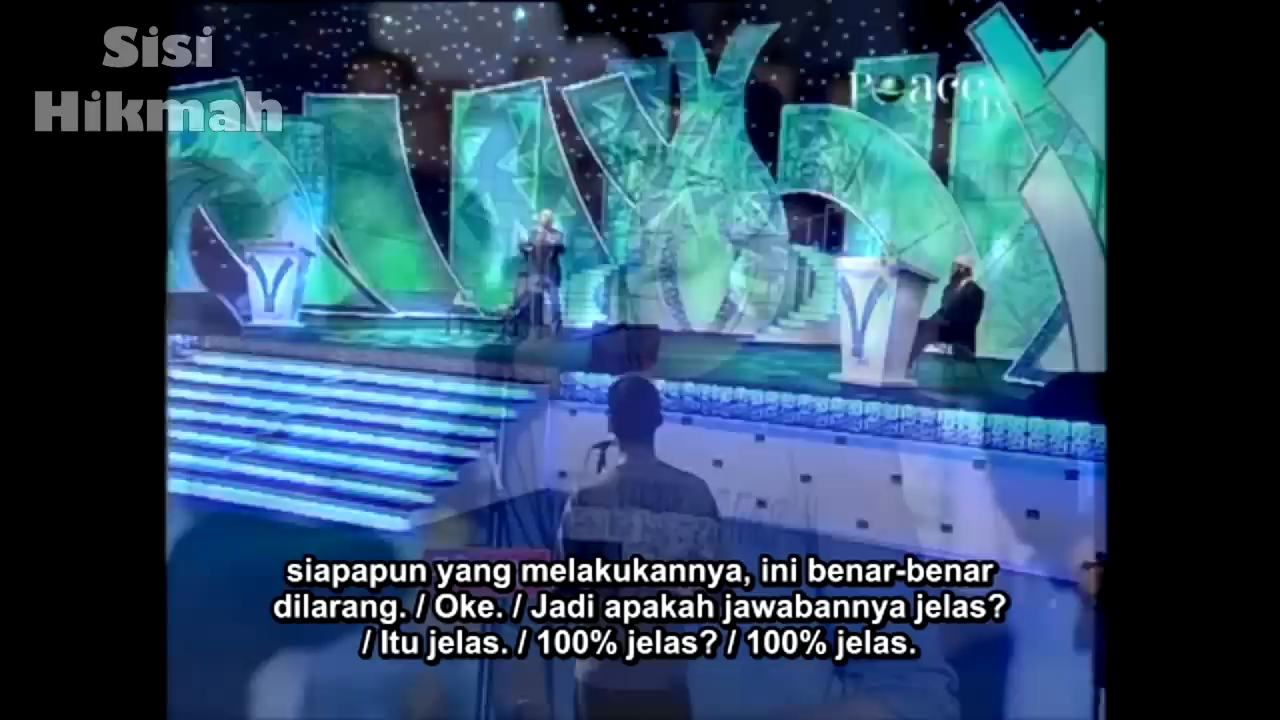 Sisi
Hikmah
Peace
siapapun yang melakukannya, ini benar-benar
dilarang. / Oke. / Jadi apakah jawabannya jelas?
/ Itu jelas. / 100% jelas? / 100% jelas.